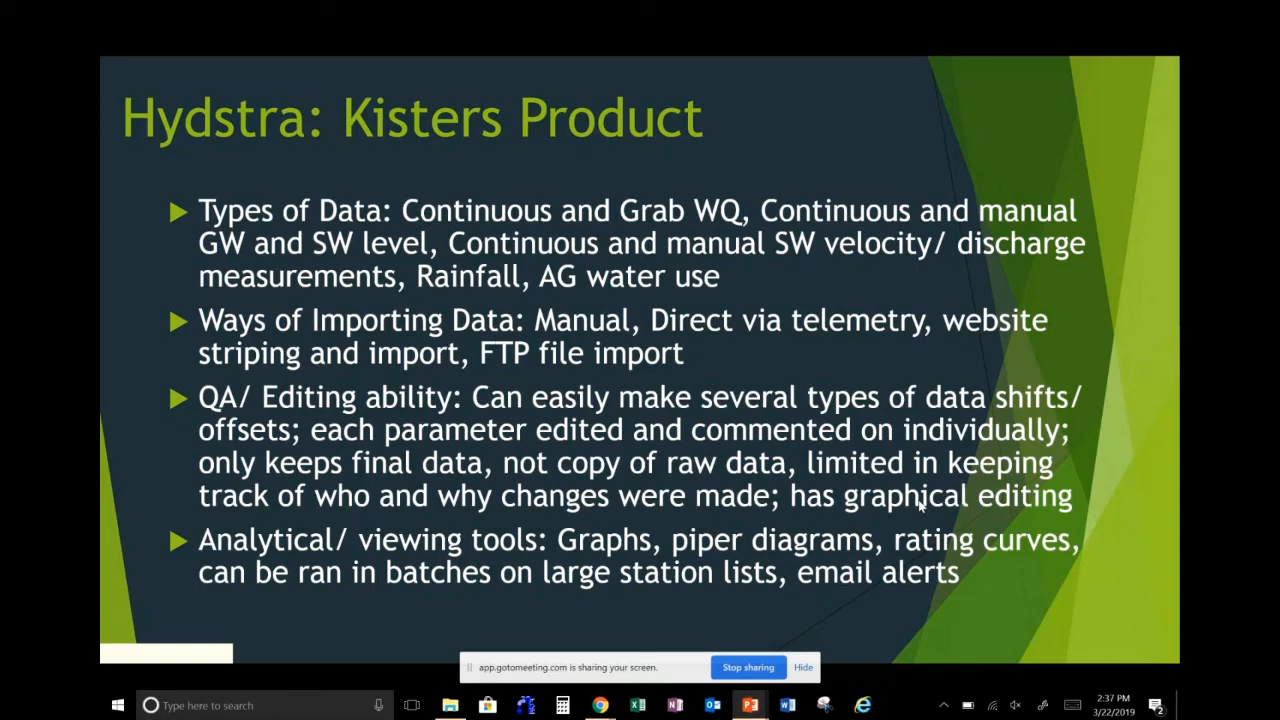 Hydstra: Kisters Product
Types of Data: Continuous and Grab WQ, Continuous and manual
GW and SW level, Continuous and manual SW velocity/ discharge
measurements, Rainfall, AG water use
Ways of Importing Data: Manual, Direct via telemetry, website
striping and import, FTP file import
QA/ Editing ability: Can easily make several types of data shifts/
offsets; each parameter edited and commented on individually;
only keeps final data, not copy of raw data, limited in keeping
track of who and why changes were made; has graphical editing
Analytical/ viewing tools: Graphs, piper diagrams, rating curves,
can be ran in batches on large station lists, email alerts
app.gotomeeting.com is sharing your screen.
Stop sharing
Hide
Type here to search
2:37 PM
3/22/2019
2